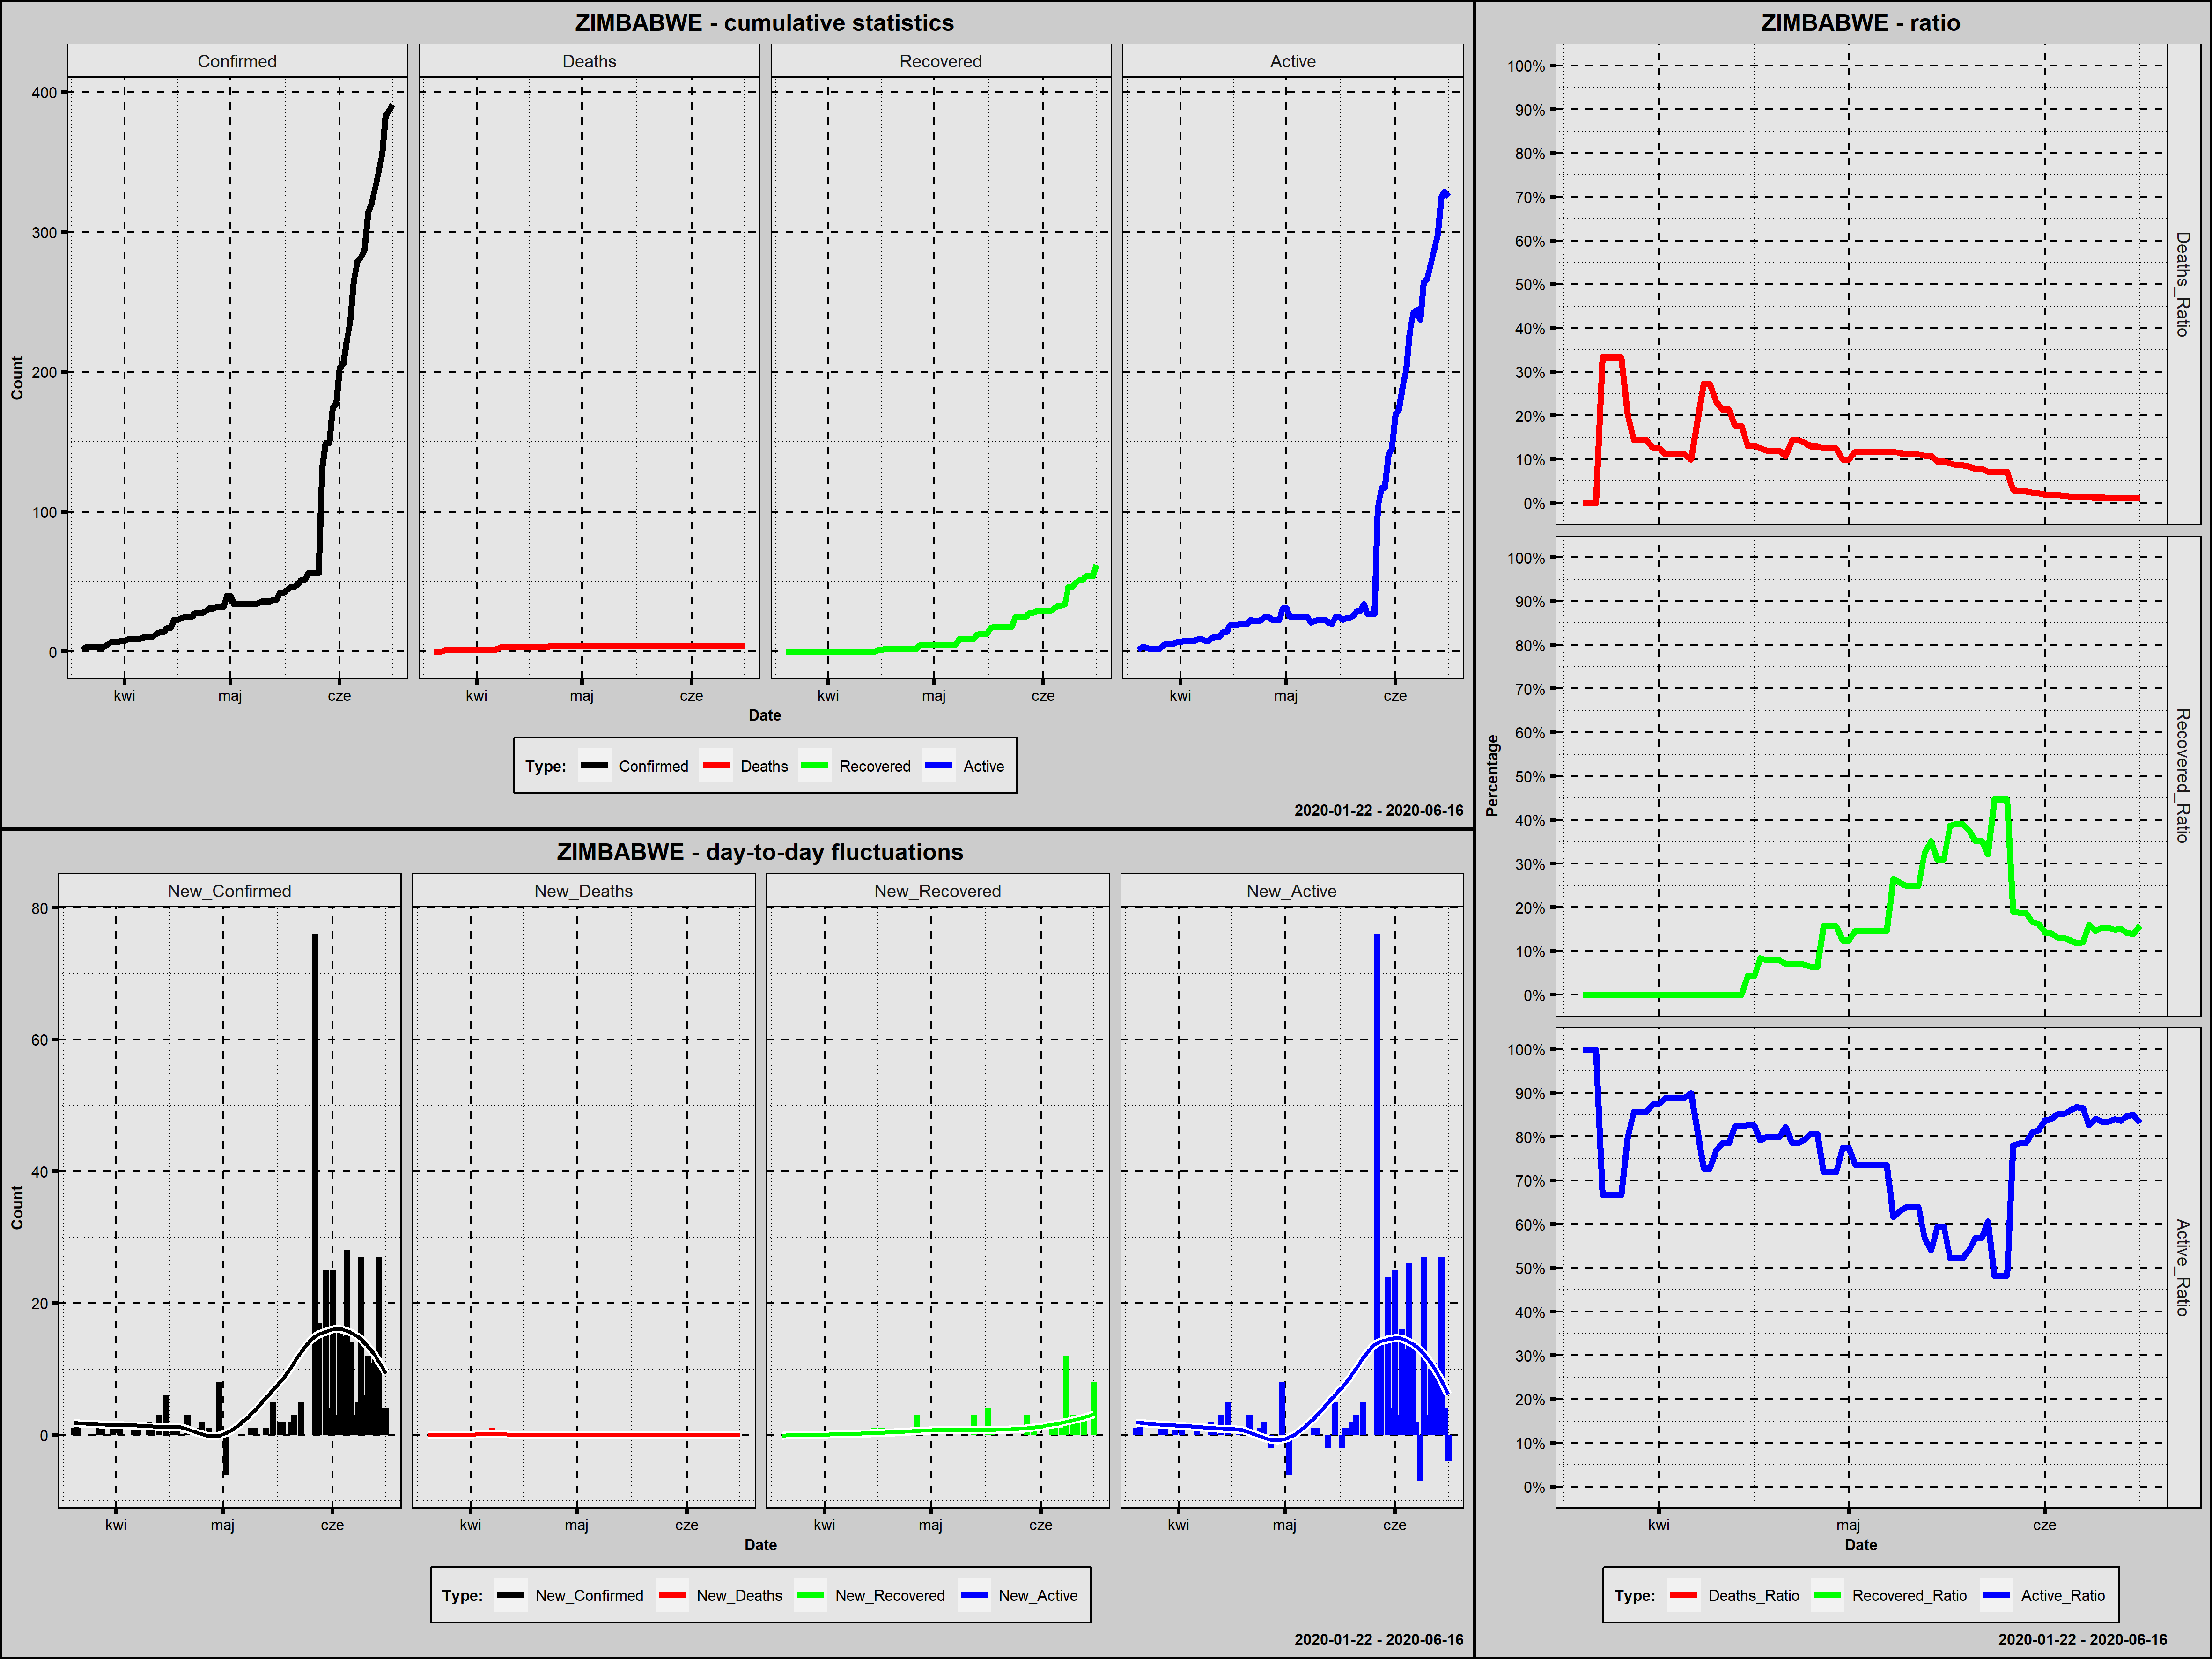 ZIMBABWE - cumulative statistics
Confirmed Deaths Recovered Active
400
300
200
100
0
Count
kwi maj cze kwi maj cze kwi maj cze kwi maj cze
Date
Type: Confirmed Deaths Recovered Active
2020-01-22 - 2020-06-16
ZIMBABWE - day-to-day fluctuations
New_Confirmed New_Deaths New_Recovered New_Active
80
60
40
20
0
Count
kwi maj cze kwi maj cze kwi maj cze kwi maj cze
Date
Type: New_Confirmed New_Deaths New_Recovered New_Active
2020-01-22 - 2020-06-16
ZIMBABWE - ratio
100%
90%
80%
70%
60%
50%
40%
30%
20%
10%
0%
Deaths_Ratio
100%
90%
80%
70%
60%
50%
40%
30%
20%
10%
0%
Recovered_Ratio
Percentage
100%
90%
80%
70%
60%
50%
40%
30%
20%
10%
0%
Active_Ratio
kwi maj cze
Date
Type: Deaths_Ratio Recovered_Ratio Active_Ratio
2020-01-22 - 2020-06-16